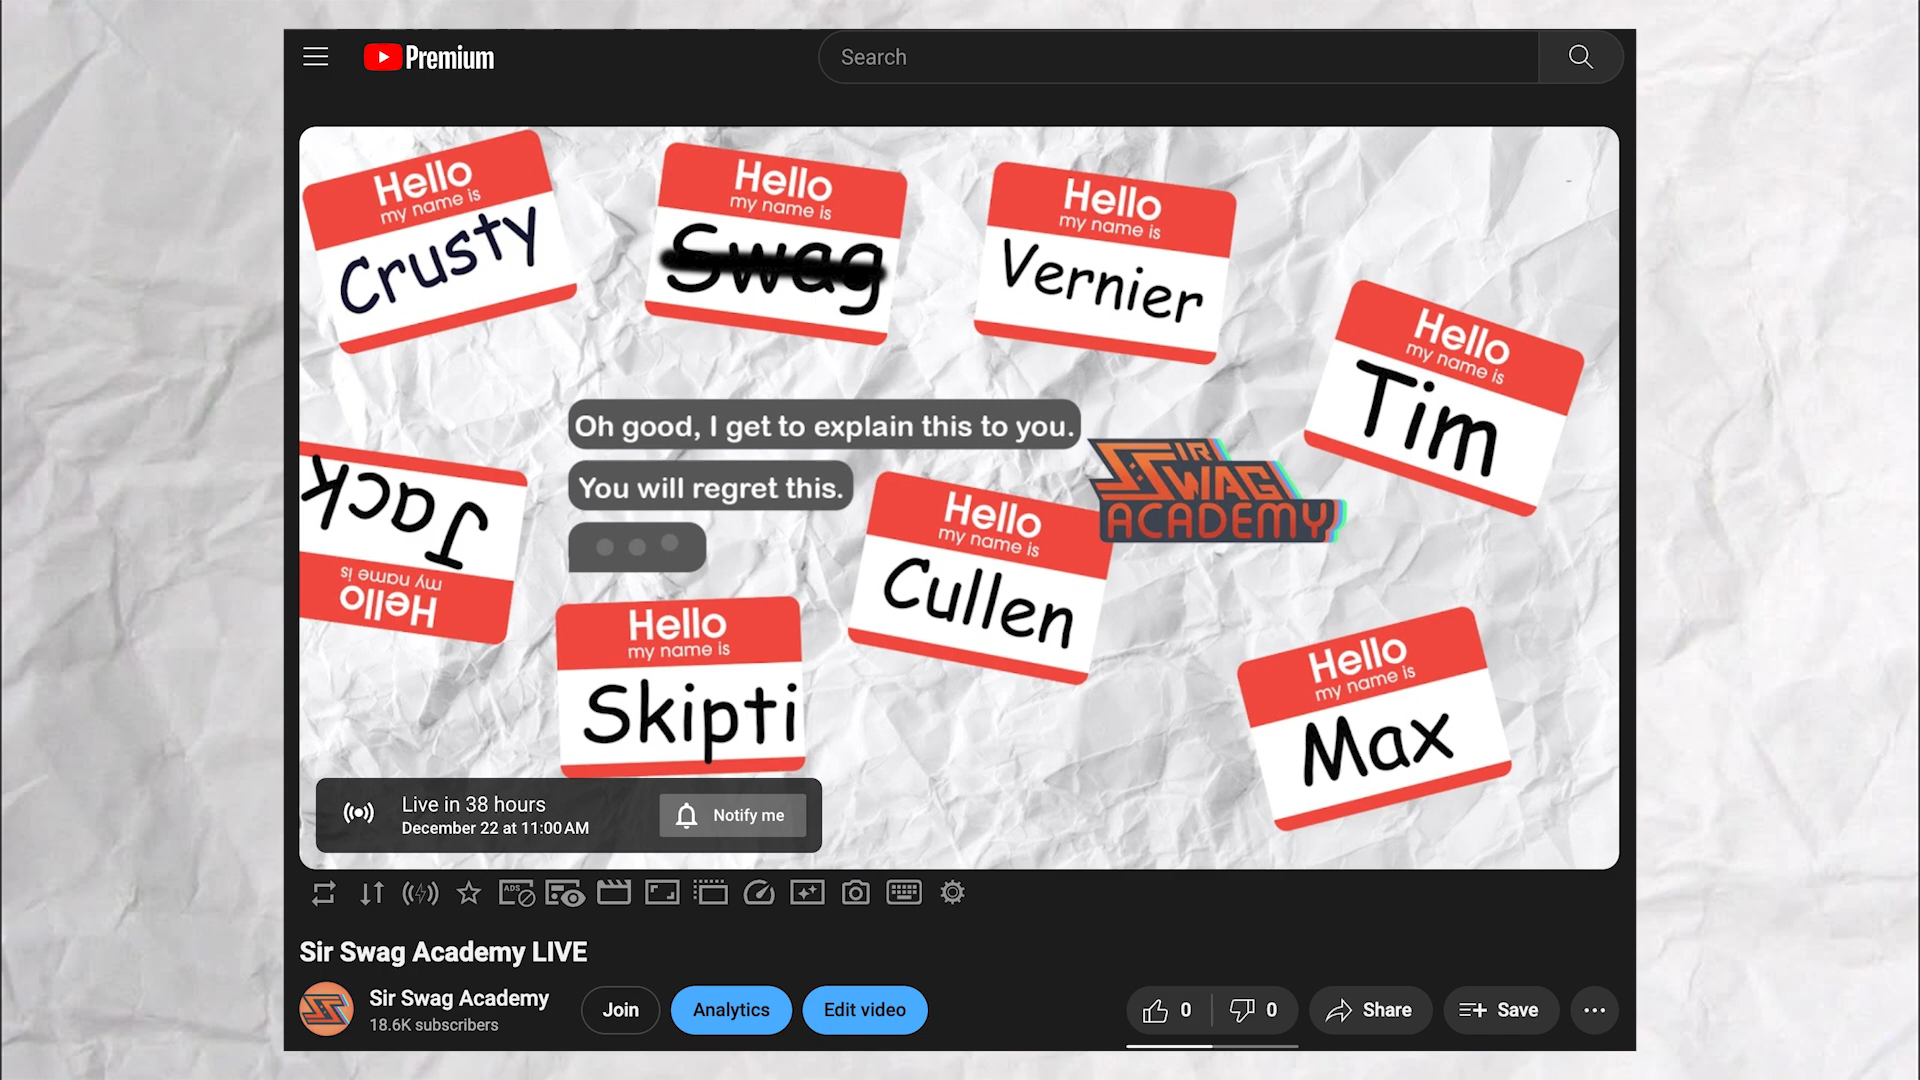 Premium
Search
Hello
my name is
Crusty
Hello
my name is
Swag
Hello
my name is
Vernier
Hello
my name is
Tim
Oh good, I get to explain this to you.
You will regret this.
SIR
SWAG
ACADEMY
Hello
my name is
Jack
Hello
my name is
Cullen
Hello
my name is
Skipti
Hello
my name is
Max
Live in 38 hours
December 22 at 11:00 AM
Notify me
ADS
Sir Swag Academy LIVE
Sir Swag Academy
18.6K subscribers
Join
Analytics
Edit video
0
0
Share
Save